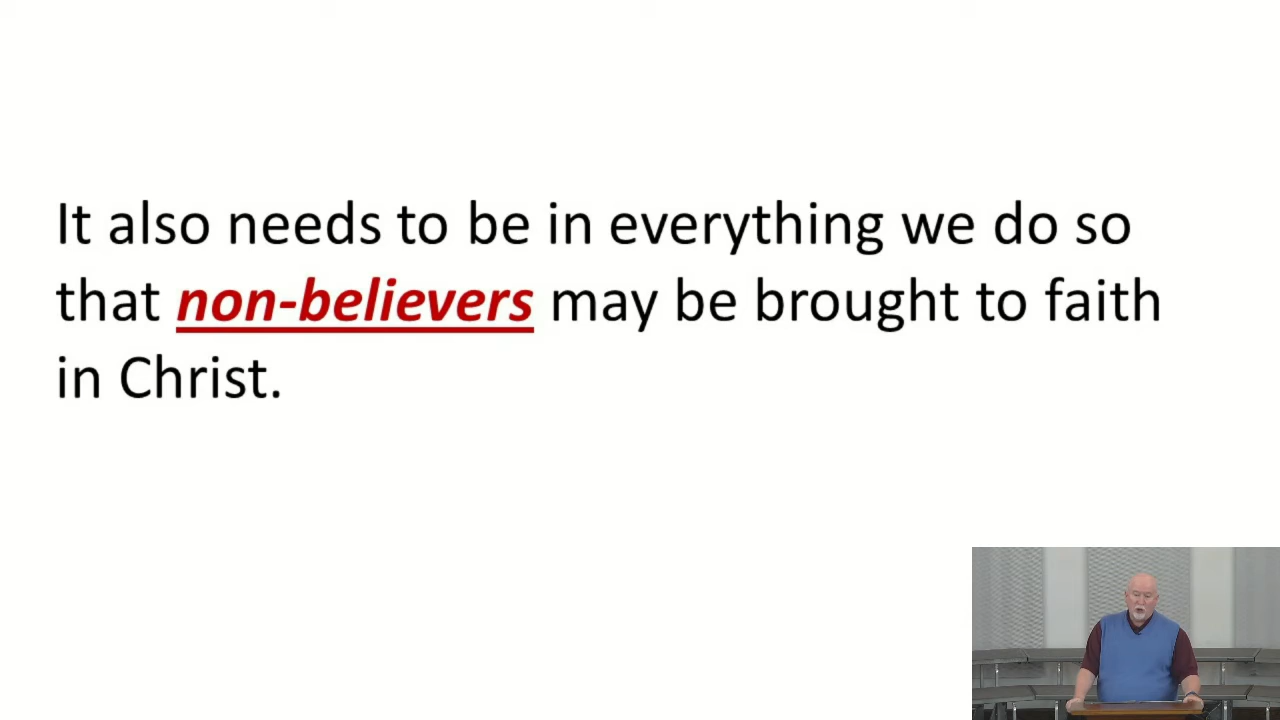 It also needs to be in everything we do so
that non-believers may be brought to faith
in Christ.